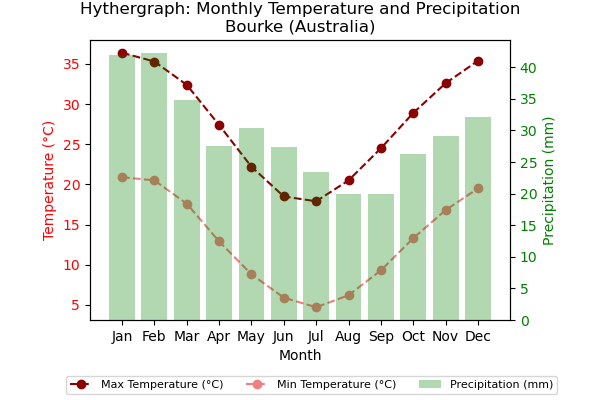 Hythergraph: Monthly Temperature and Precipitation
Bourke (Australia)
35
30
25
20
15
10
5
Temperature (°C)
40
35
30
25
20
15
10
5
0
Precipitation (mm)
Jan Feb Mar Apr May Jun Jul Aug Sep Oct Nov Dec
Month
Max Temperature (°C) Min Temperature (°C) Precipitation (mm)